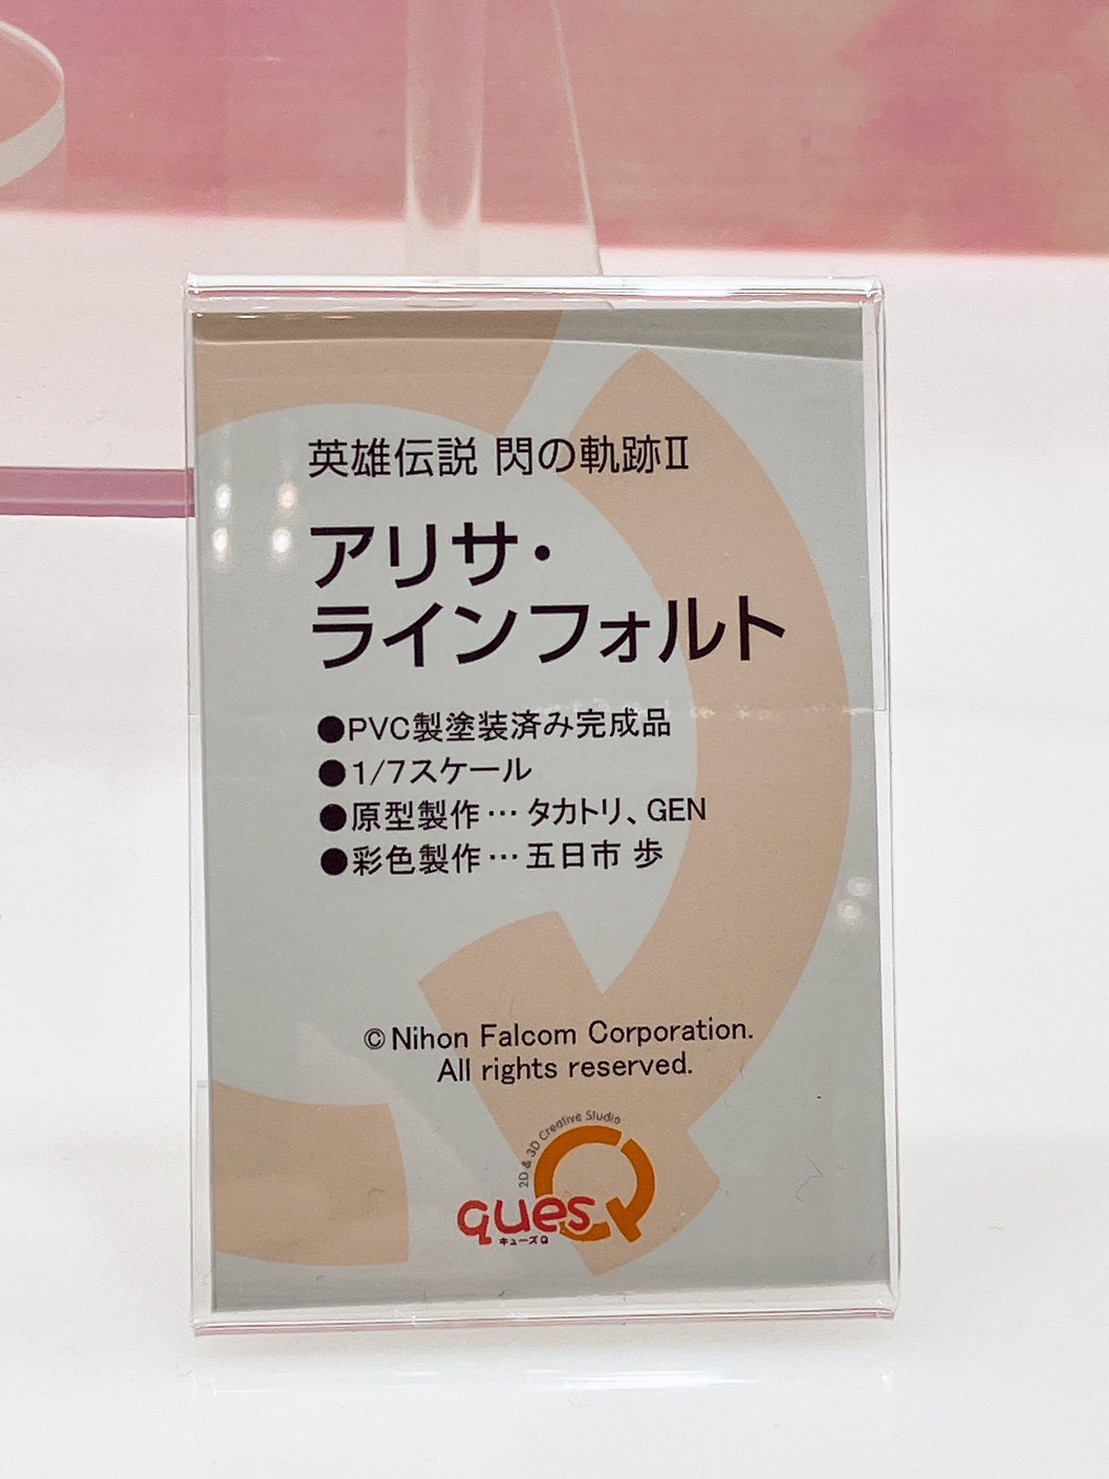 英雄伝説 閃の軌跡Ⅱ
アリサ・
ラインフォルト
●PVC製塗装済み完成品
●1/7スケール
●原型製作…タカトリ、GEN
●彩色製作…五日市 歩
©Nihon Falcom Corporation.
All rights reserved.
2D & 3D Creative Studio
quesQ
キューズQ